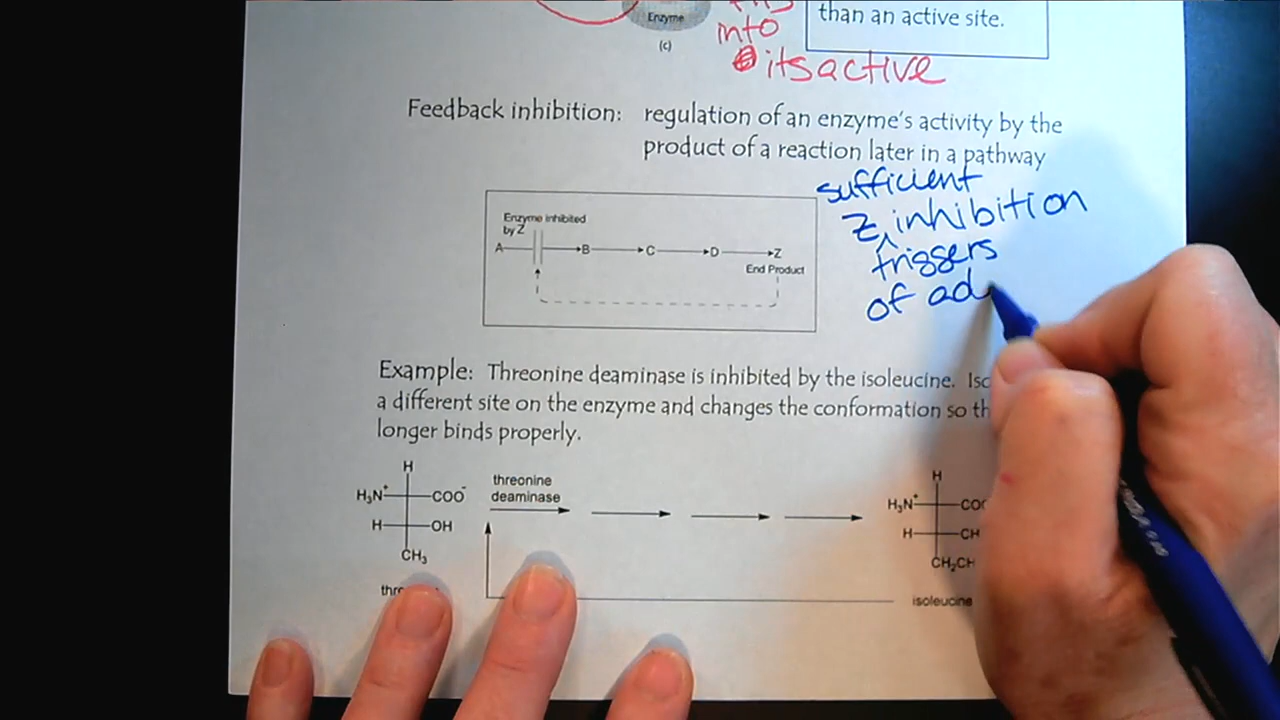 Enzyme
(c)
into
than an active site.
its active
Feedback inhibition: regulation of an enzyme's activity by the
product of a reaction later in a pathway
sufficient
Z inhibition
triggers
of ad
Enzyme inhibited
by Z
A B C D Z
End Product
Example: Threonine deaminase is inhibited by the isoleucine.
a different site on the enzyme and changes the conformation so
longer binds properly.
H
H₃N⁺ COO⁻
H OH
CH₃
threonine
deaminase
H
H₃N⁺
H
isoleucine